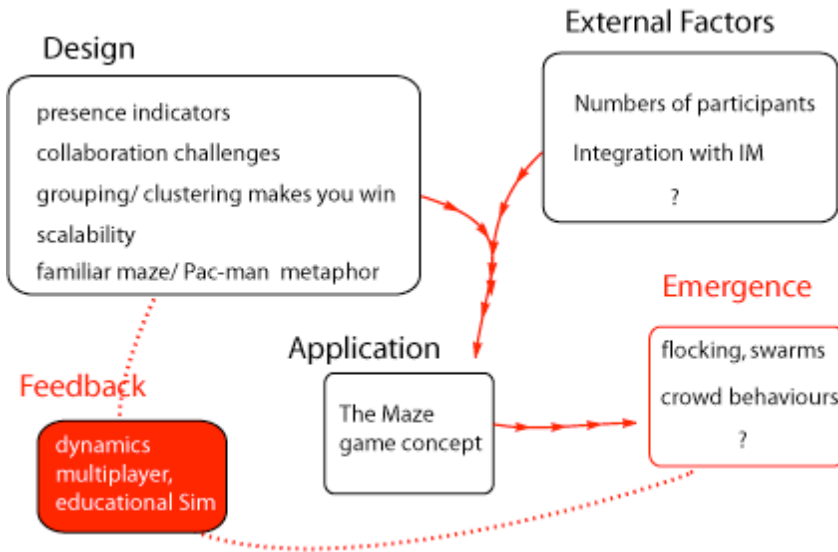 Design
presence indicators
collaboration challenges
grouping/ clustering makes you win
scalability
familiar maze/ Pac-man metaphor
External Factors
Numbers of participants
Integration with IM
?
Application
The Maze
game concept
Emergence
flocking, swarms
crowd behaviours
?
Feedback
dynamics
multiplayer,
educational Sim